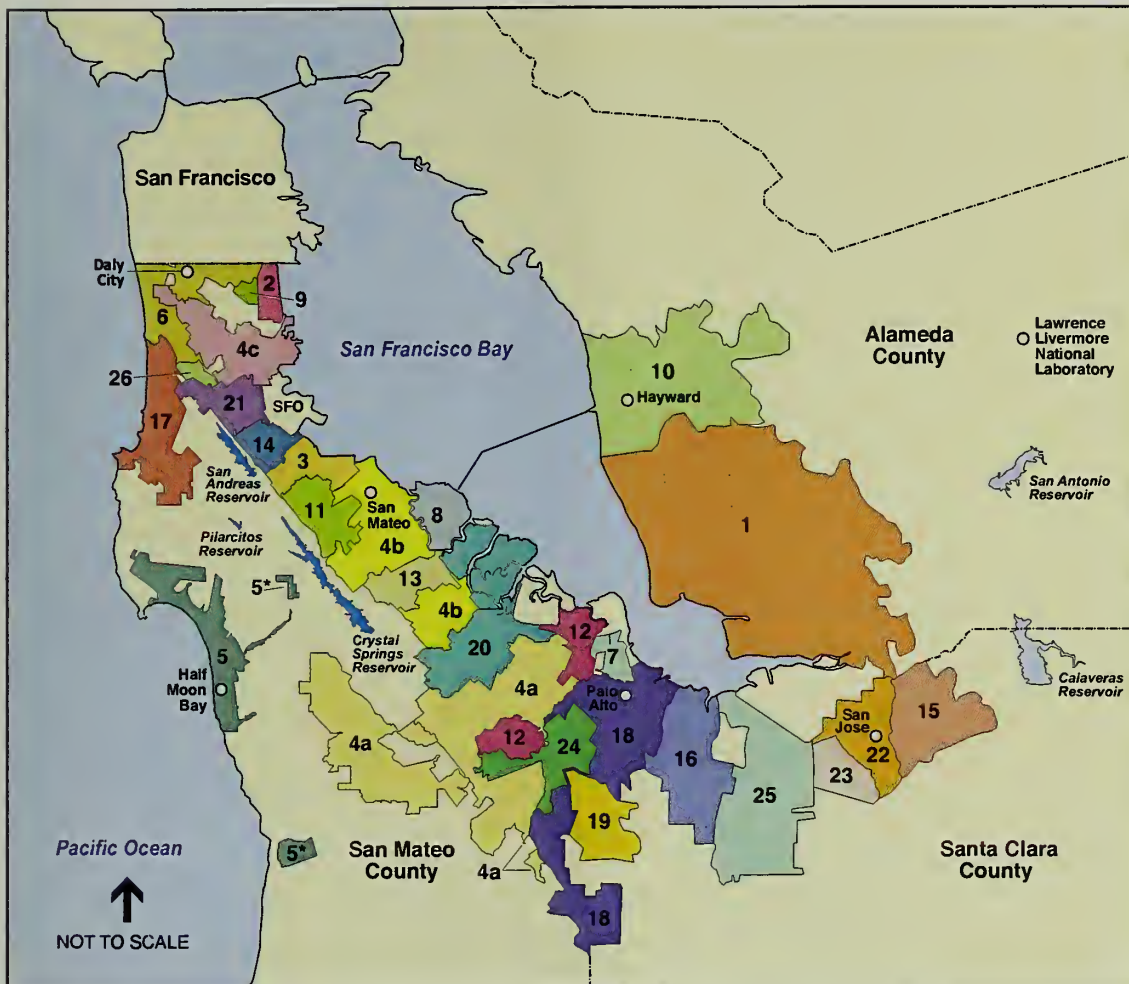 San Francisco
Daly
City
2
9
6
4c
San Francisco Bay
26
21
SFO
17
14
3
San
Andreas
Reservoir
11
San
Mateo
8
4b
Pilarcitos
Reservoir
13
5*
4b
Crystal
Springs
Reservoir
20
12
7
5
Half
Moon
Bay
4a
Palo
Alto
4a
12
24
18
16
25
19
4a
18
5*
Pacific Ocean
San Mateo
County
NOT TO SCALE
10
Hayward
Alameda
County
Lawrence
Livermore
National
Laboratory
1
San Antonio
Reservoir
Calaveras
Reservoir
15
San
Jose
22
23
Santa Clara
County